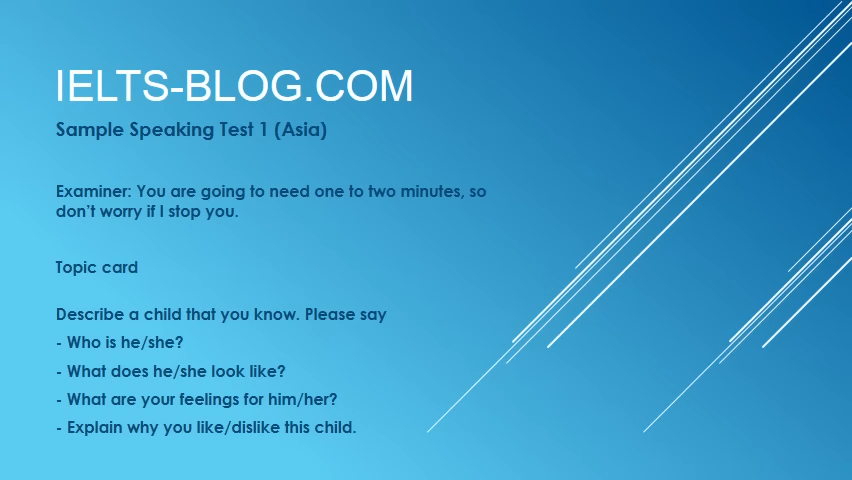 IELTS-BLOG.COM
Sample Speaking Test 1 (Asia)
Examiner: You are going to need one to two minutes, so
don't worry if I stop you.
Topic card
Describe a child that you know. Please say
- Who is he/she?
- What does he/she look like?
- What are your feelings for him/her?
- Explain why you like/dislike this child.